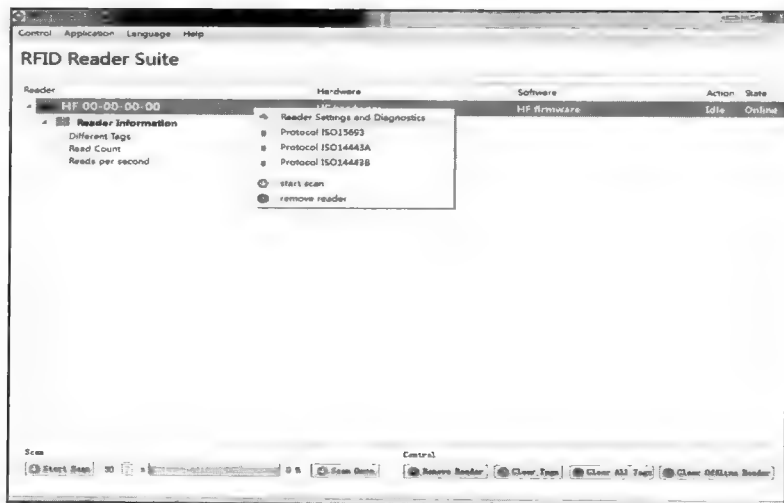 Control Application Language Help
RFID Reader Suite
Reader Hardware Software Action State
HF 00-00-00-00 HF firmware Idle Online
Reader Information
Different Tags
Read Count
Reads per second
Reader Settings and Diagnostics
Protocol ISO15693
Protocol ISO14443A
Protocol ISO14443B
start scan
remove reader
Scan Control
Start Scan 30 s 0 % Scan Once Remove Reader Clear Tags Clear All Tags Clear Offline Reader